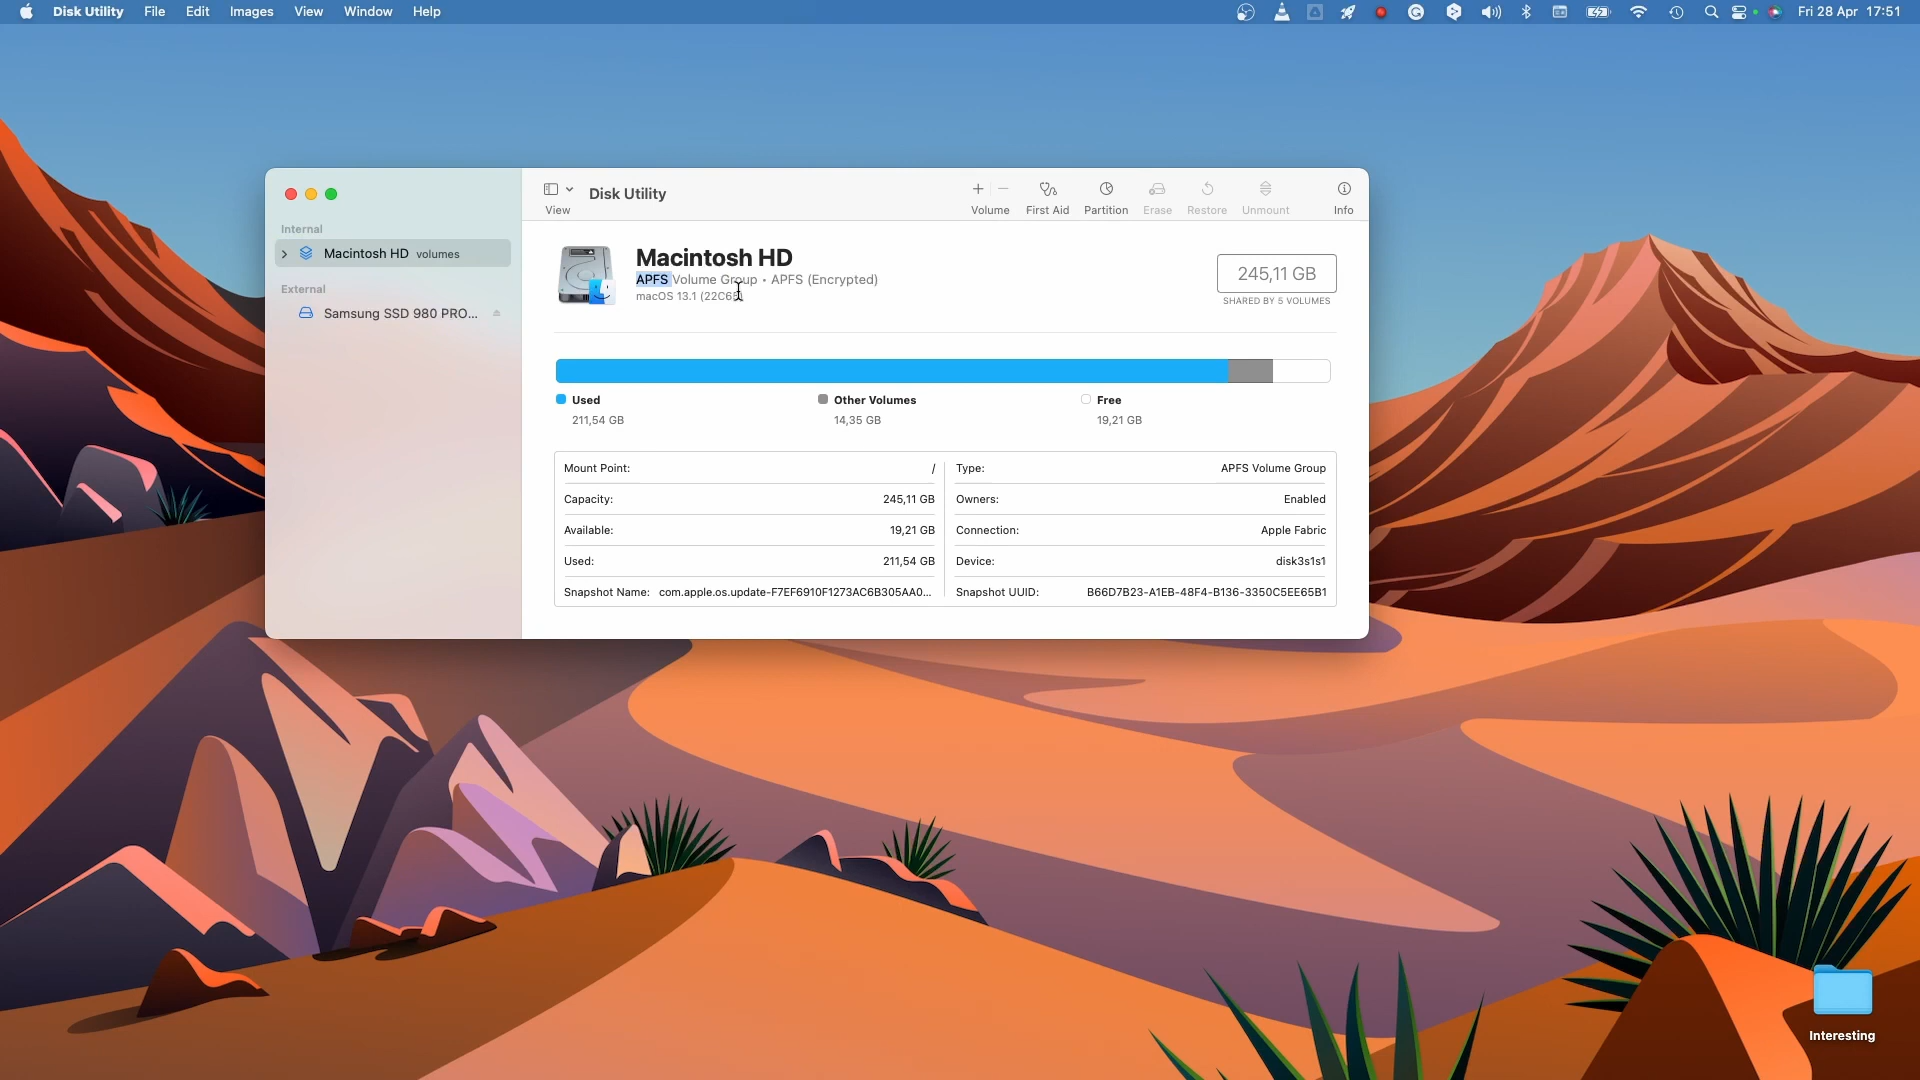 Disk Utility File Edit Images View Window Help Fri 28 Apr 17:51
Disk Utility
View
Volume First Aid Partition Erase Restore Unmount Info
Internal
Macintosh HD volumes
External
Samsung SSD 980 PRO...
Macintosh HD
APFS Volume Group • APFS (Encrypted)
macOS 13.1 (22C65)
245,11 GB
SHARED BY 5 VOLUMES
Used
211,54 GB
Other Volumes
14,35 GB
Free
19,21 GB
Mount Point: /
Capacity: 245,11 GB
Available: 19,21 GB
Used: 211,54 GB
Snapshot Name: com.apple.os.update-F7EF6910F1273AC6B305AA0...
Type: APFS Volume Group
Owners: Enabled
Connection: Apple Fabric
Device: disk3s1s1
Snapshot UUID: B66D7B23-A1EB-48F4-B136-3350C5EE65B1
Interesting